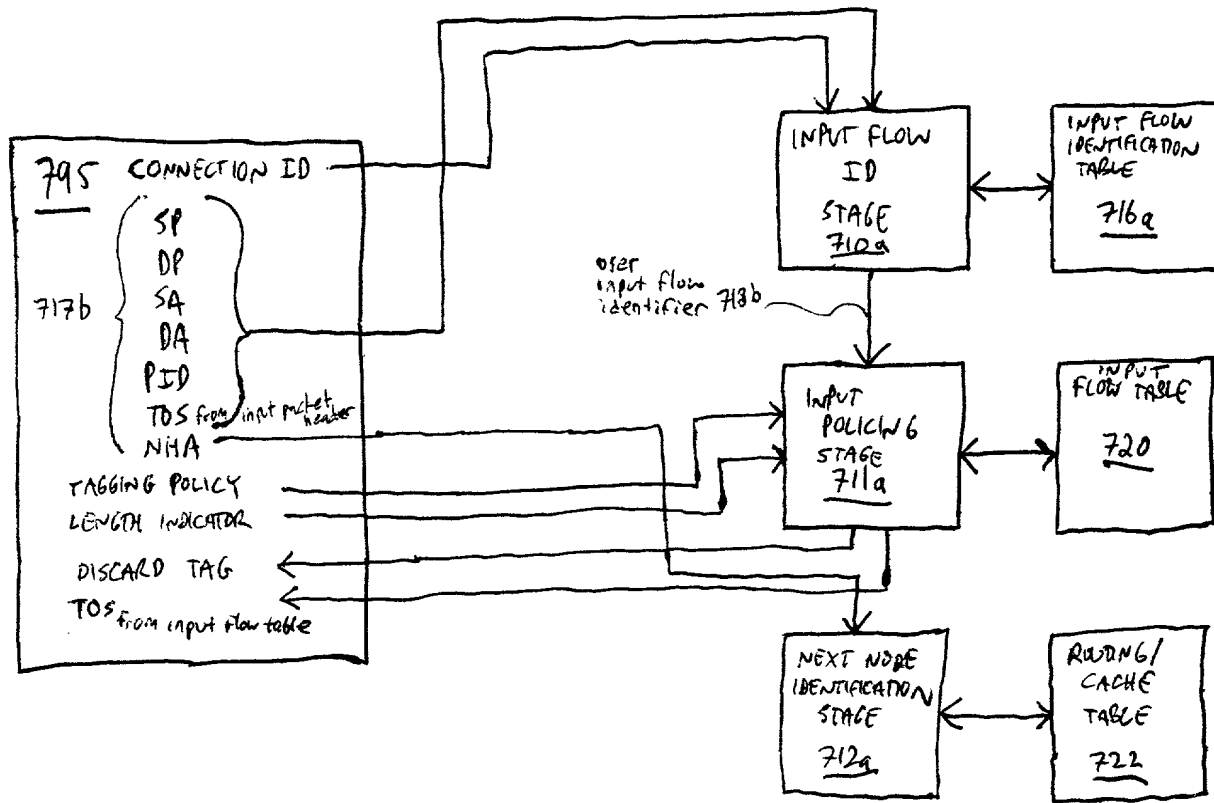 795 CONNECTION ID
SP
DP
717b SA
DA
PID
TOS from input packet header
NHA
TAGGING POLICY
LENGTH INDICATOR
DISCARD TAG
TOS from input flow table
INPUT FLOW
ID
STAGE
710a
INPUT FLOW
IDENTIFICATION
TABLE
716a
user
input flow
identifier 718b
INPUT
POLICING
STAGE
711a
INPUT
FLOW TABLE
720
NEXT NODE
IDENTIFICATION
STAGE
712a
ROUTING/
CACHE
TABLE
722